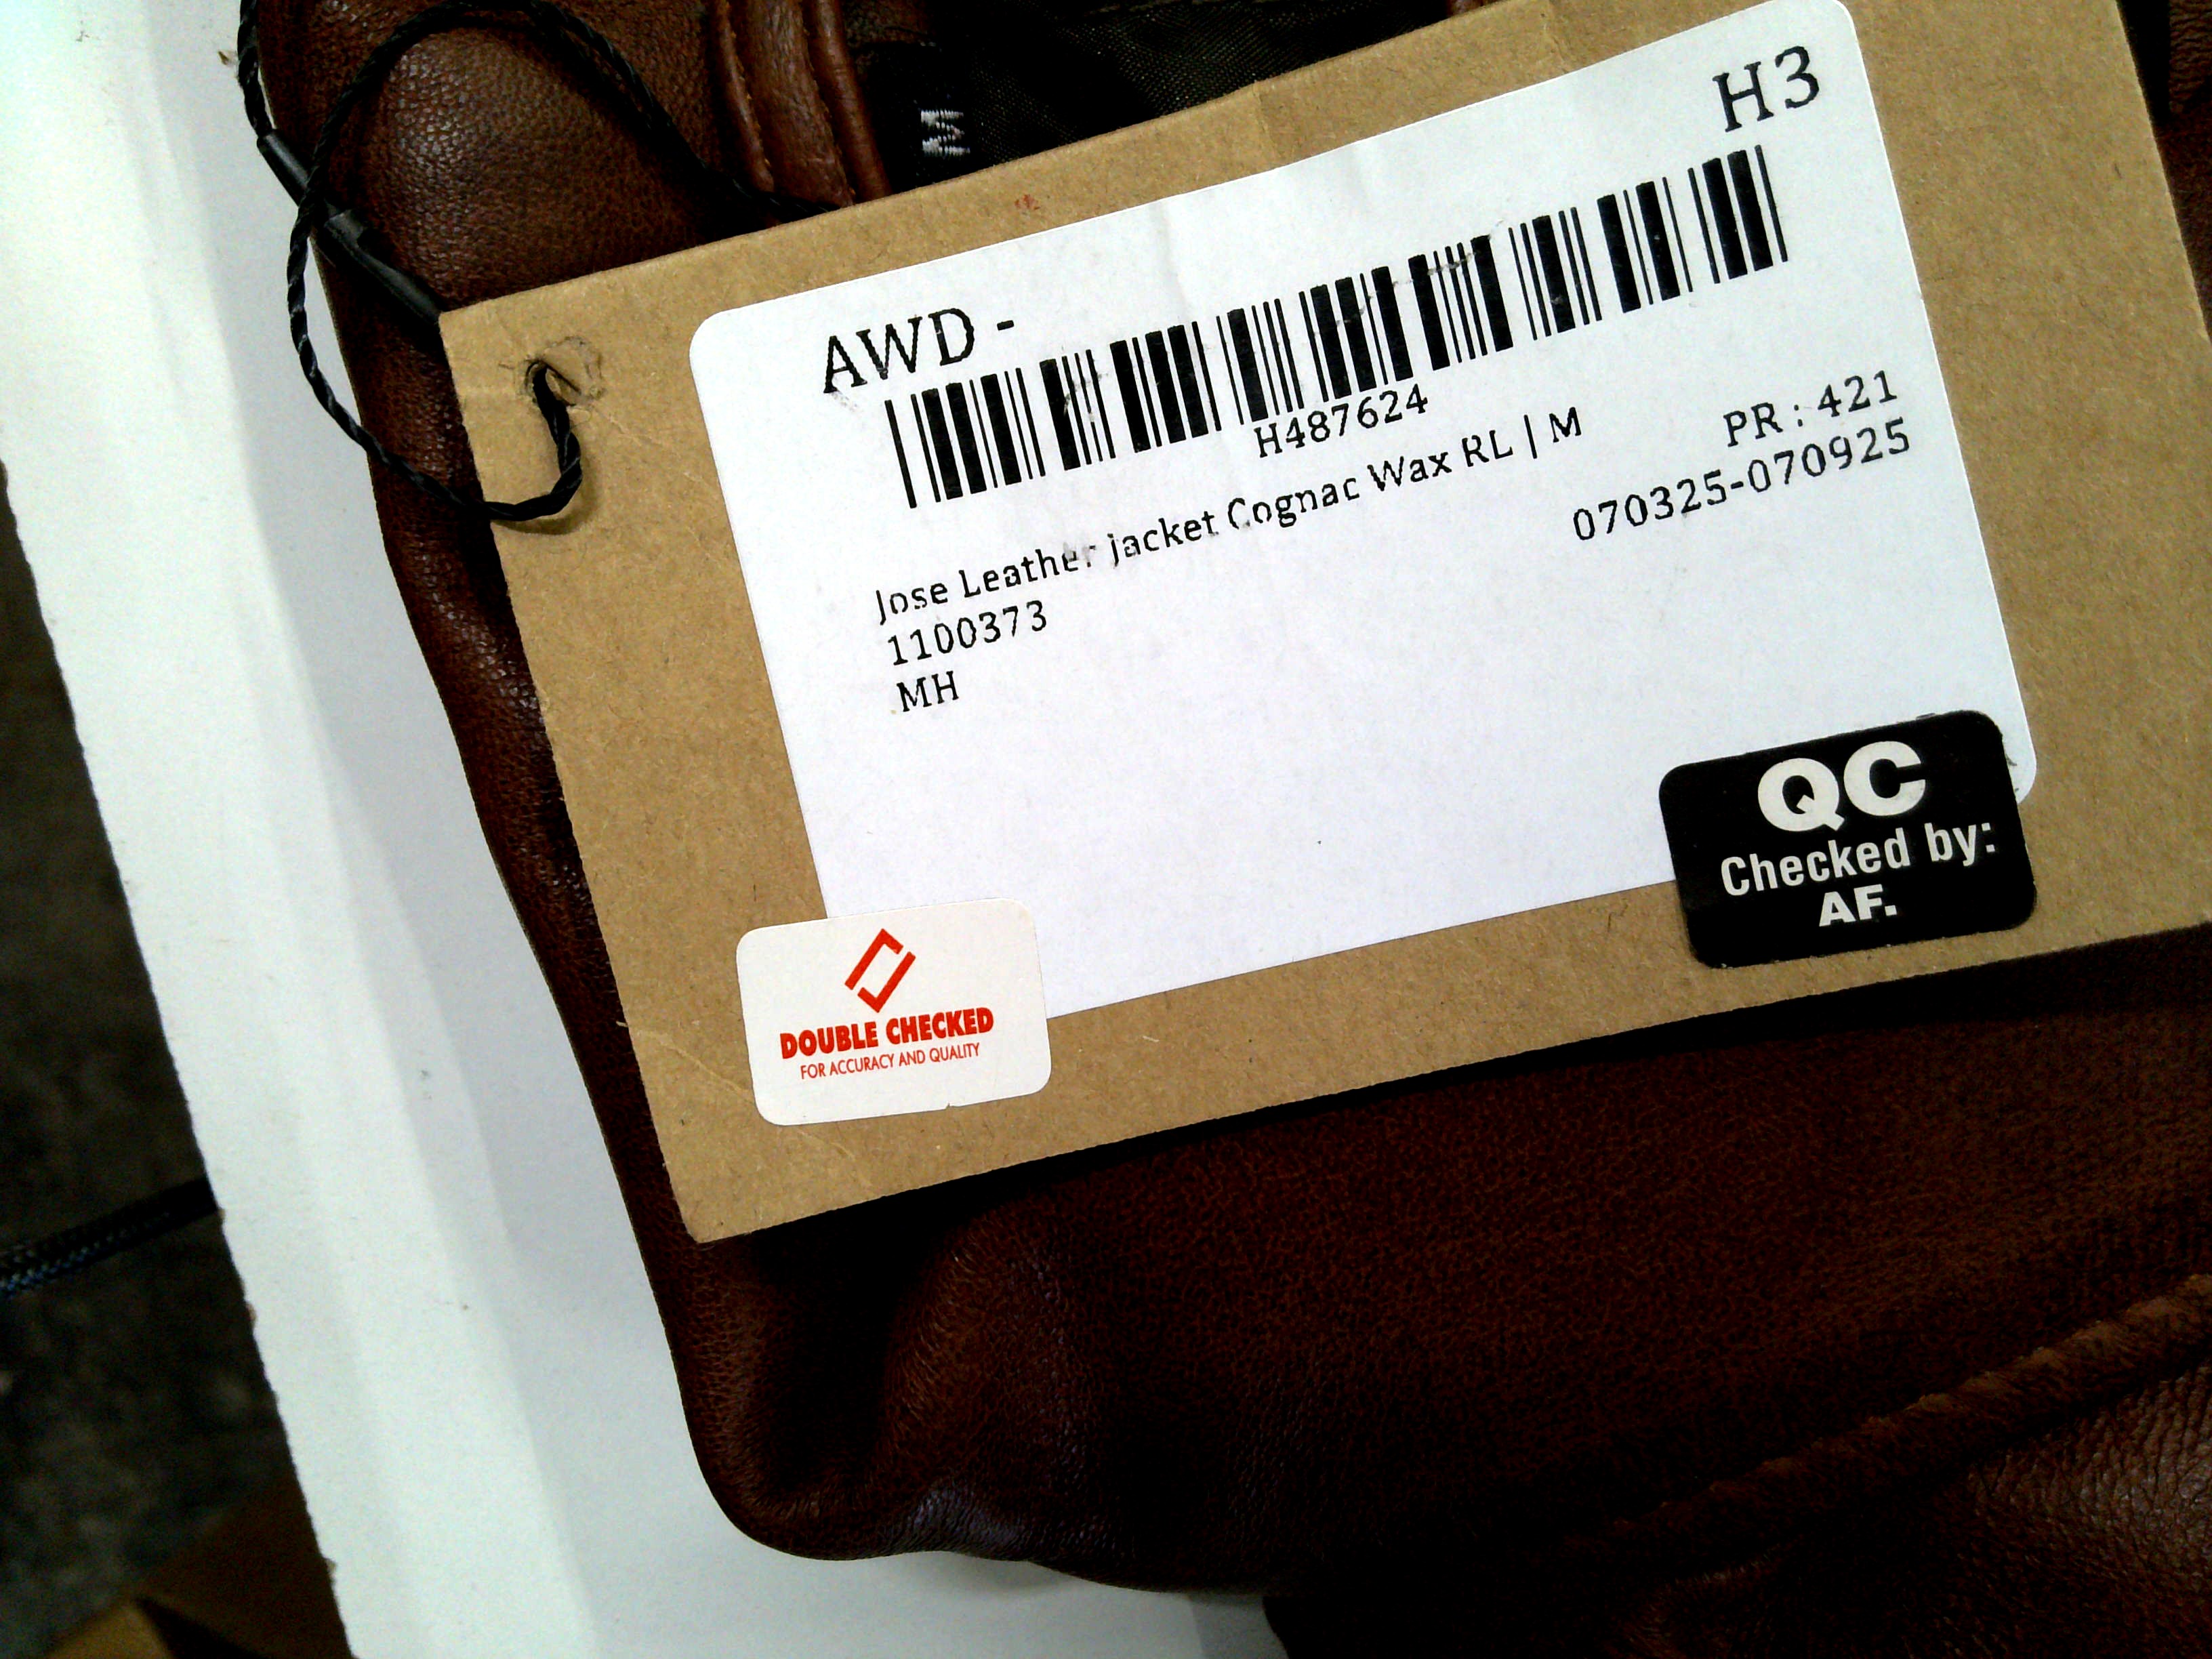 M
H3
AWD -
H487624
Jose Leather Jacket Cognac Wax RL | M
PR : 421
1100373
070325-070925
MH
QC
Checked by:
AF.
DOUBLE CHECKED
FOR ACCURACY AND QUALITY